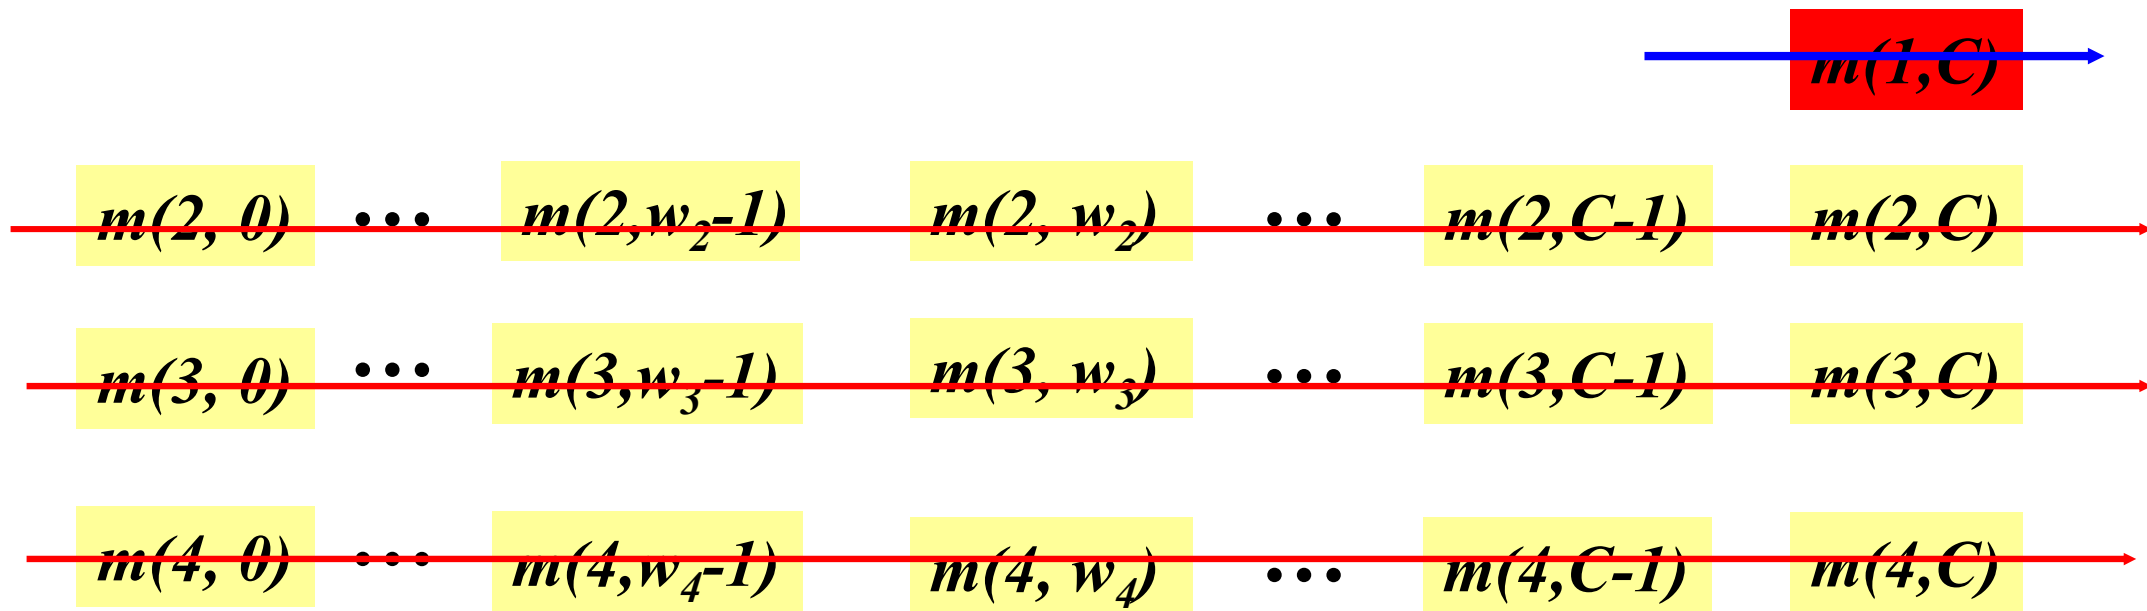 m(1,C)
m(2, 0) ... m(2,w₂-1) m(2, w₂) ... m(2,C-1) m(2,C)
m(3, 0) ... m(3,w₃-1) m(3, w₃) ... m(3,C-1) m(3,C)
m(4, 0) ... m(4,w₄-1) m(4, w₄) ... m(4,C-1) m(4,C)